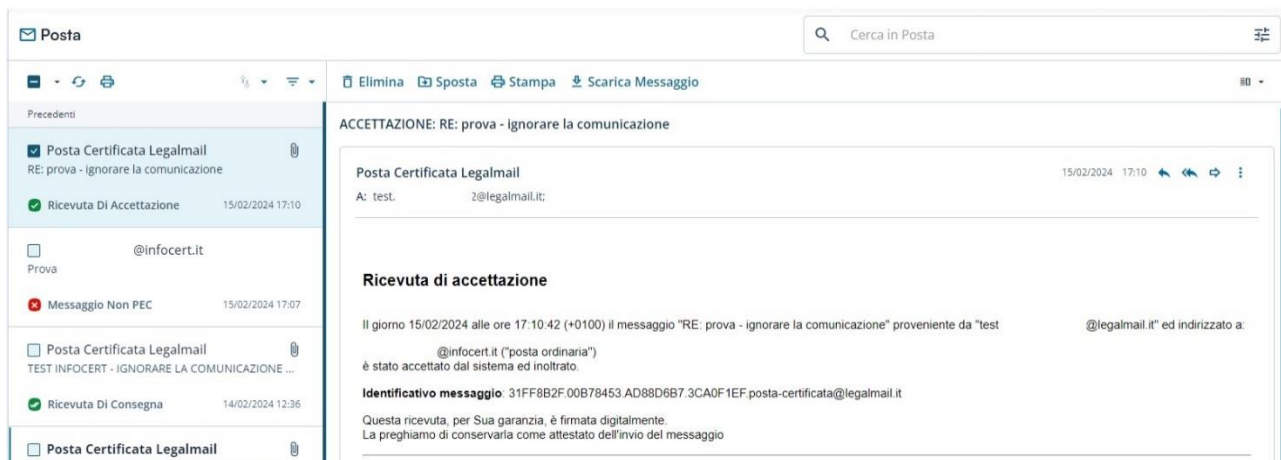 Posta
Cerca in Posta
Elimina Sposta Stampa Scarica Messaggio
Precedenti
Posta Certificata Legalmail
RE: prova - ignorare la comunicazione
Ricevuta Di Accettazione 15/02/2024 17:10
@infocert.it
Prova
Messaggio Non PEC 15/02/2024 17:07
Posta Certificata Legalmail
TEST INFOCERT - IGNORARE LA COMUNICAZIONE ...
Ricevuta Di Consegna 14/02/2024 12:36
Posta Certificata Legalmail
ACCETTAZIONE: RE: prova - ignorare la comunicazione
Posta Certificata Legalmail 15/02/2024 17:10
A: test. 2@legalmail.it;
Ricevuta di accettazione
Il giorno 15/02/2024 alle ore 17:10:42 (+0100) il messaggio "RE: prova - ignorare la comunicazione" proveniente da "test @legalmail.it" ed indirizzato a:
@infocert.it ("posta ordinaria")
è stato accettato dal sistema ed inoltrato.
Identificativo messaggio: 31FF8B2F.00B78453.AD88D6B7.3CA0F1EF.posta-certificata@legalmail.it
Questa ricevuta, per Sua garanzia, è firmata digitalmente.
La preghiamo di conservarla come attestato dell'invio del messaggio